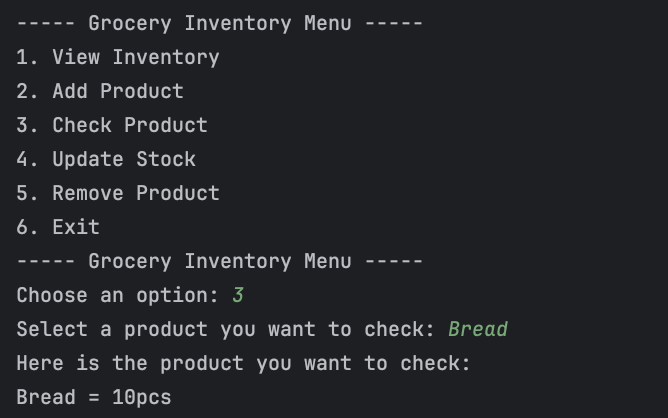 ----- Grocery Inventory Menu -----
1. View Inventory
2. Add Product
3. Check Product
4. Update Stock
5. Remove Product
6. Exit
----- Grocery Inventory Menu -----
Choose an option: 3
Select a product you want to check: Bread
Here is the product you want to check:
Bread = 10pcs